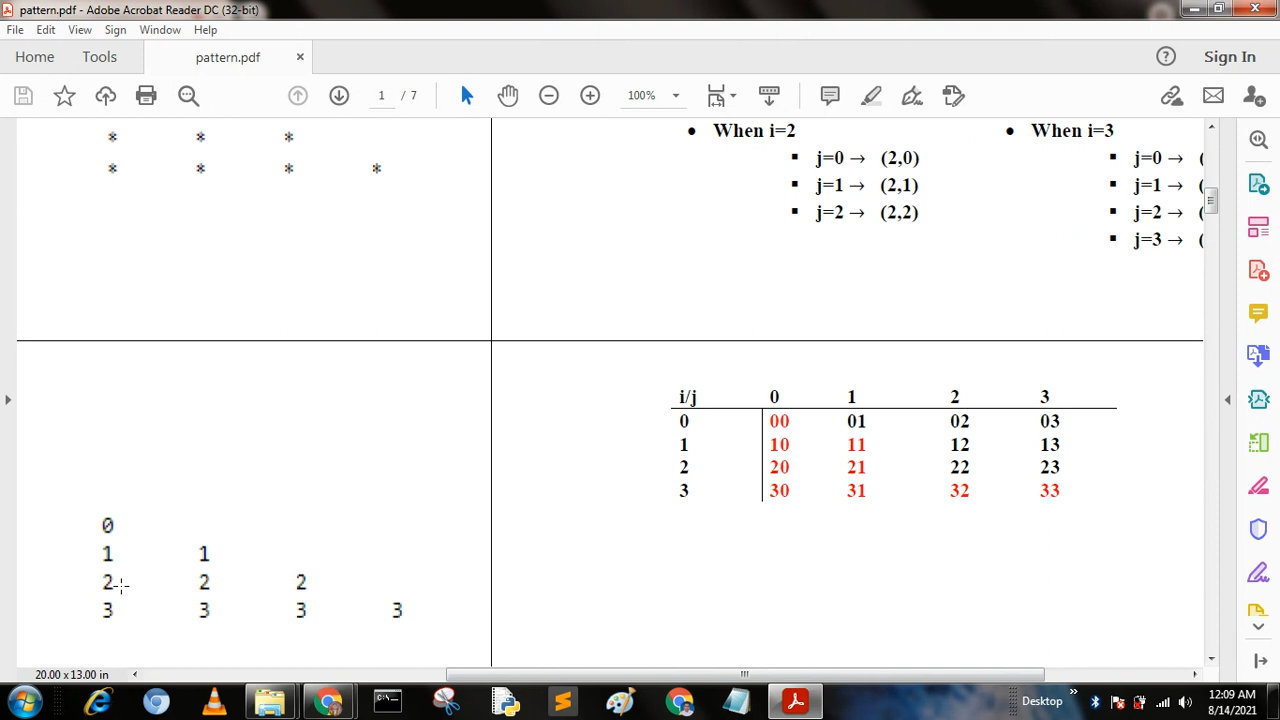 pattern.pdf - Adobe Acrobat Reader DC (32-bit)
File Edit View Sign Window Help
Home Tools pattern.pdf × ? Sign In
1 / 7 100%
* * *
* * * *
• When i=2
▪ j=0 → (2,0)
▪ j=1 → (2,1)
▪ j=2 → (2,2)
• When i=3
▪ j=0 → (
▪ j=1 → (
▪ j=2 → (
▪ j=3 → (
i/j 0 1 2 3
0 00 01 02 03
1 10 11 12 13
2 20 21 22 23
3 30 31 32 33
0
1 1
2 2 2
3 3 3 3
20.00 x 13.00 in
Desktop » 12:09 AM
8/14/2021